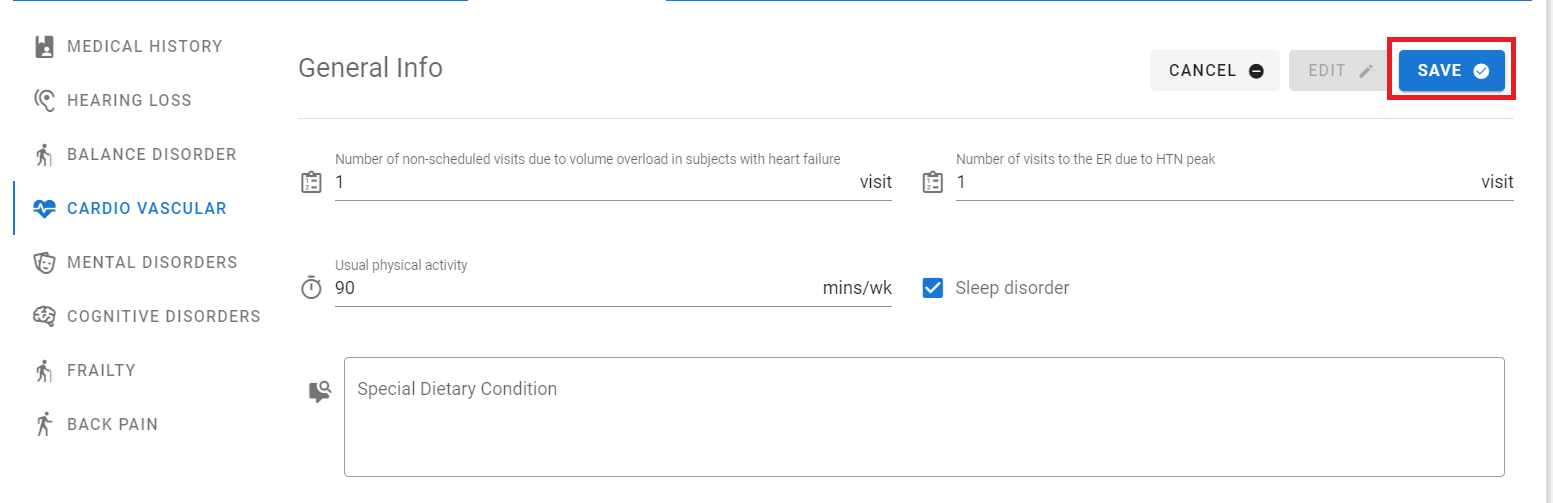 MEDICAL HISTORY
HEARING LOSS
BALANCE DISORDER
CARDIO VASCULAR
MENTAL DISORDERS
COGNITIVE DISORDERS
FRAILTY
BACK PAIN
General Info
CANCEL
EDIT
SAVE
Number of non-scheduled visits due to volume overload in subjects with heart failure
1 visit
Number of visits to the ER due to HTN peak
1 visit
Usual physical activity
90 mins/wk
Sleep disorder
Special Dietary Condition